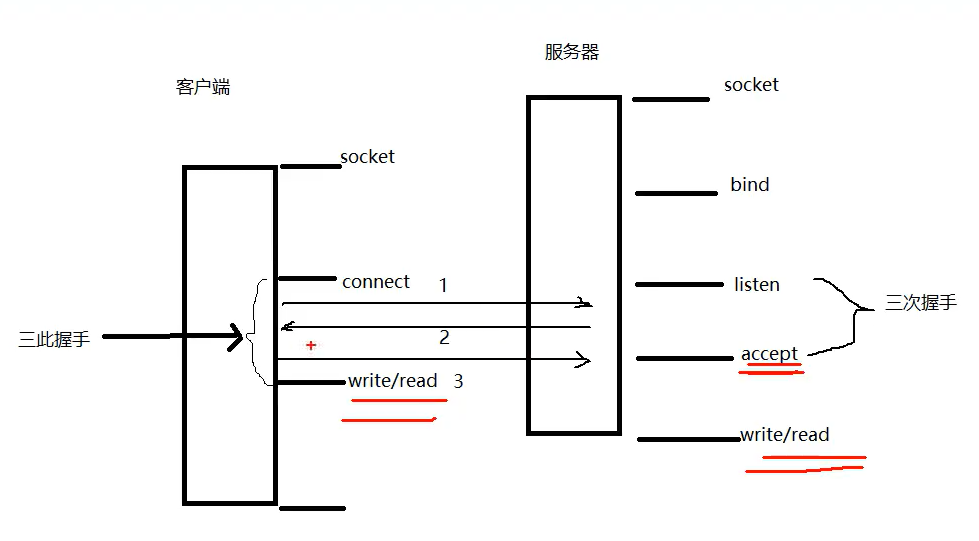 服务器
客户端
socket
socket
bind
connect
1
listen
三次握手
三此握手
2
accept
write/read
3
write/read